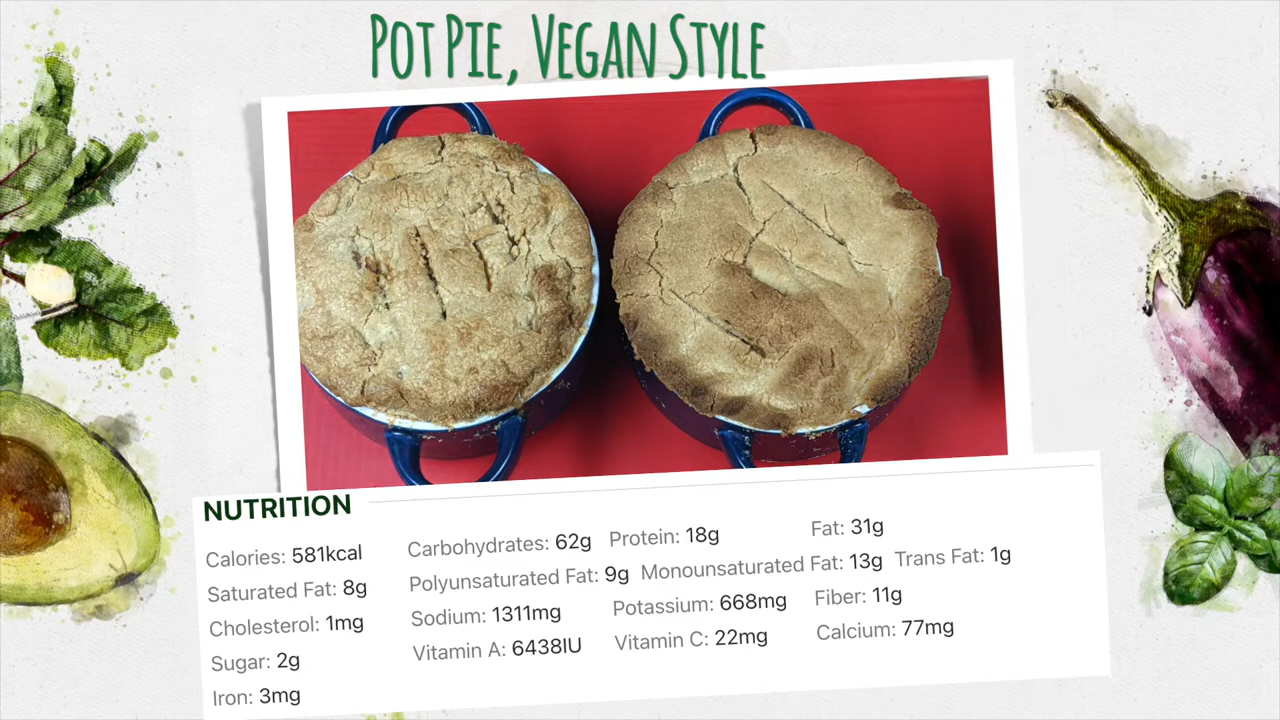 Pot Pie, Vegan Style
NUTRITION
Calories: 581kcal Carbohydrates: 62g Protein: 18g Fat: 31g
Saturated Fat: 8g Polyunsaturated Fat: 9g Monounsaturated Fat: 13g Trans Fat: 1g
Cholesterol: 1mg Sodium: 1311mg Potassium: 668mg Fiber: 11g
Sugar: 2g Vitamin A: 6438IU Vitamin C: 22mg Calcium: 77mg
Iron: 3mg